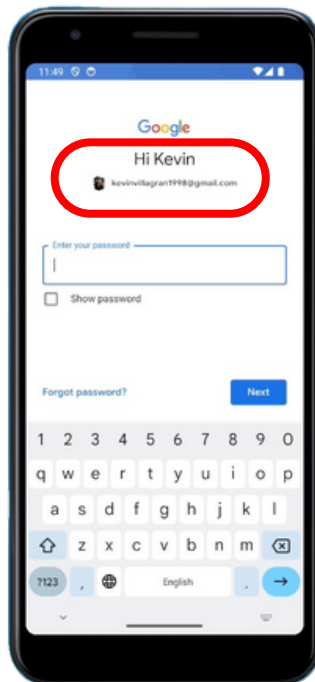 11:49
Google
Hi Kevin
kevinvillagran1998@gmail.com
Enter your password
Show password
Forgot password?
Next
1 2 3 4 5 6 7 8 9 0
q w e r t y u i o p
a s d f g h j k l
z x c v b n m
?123 , English .